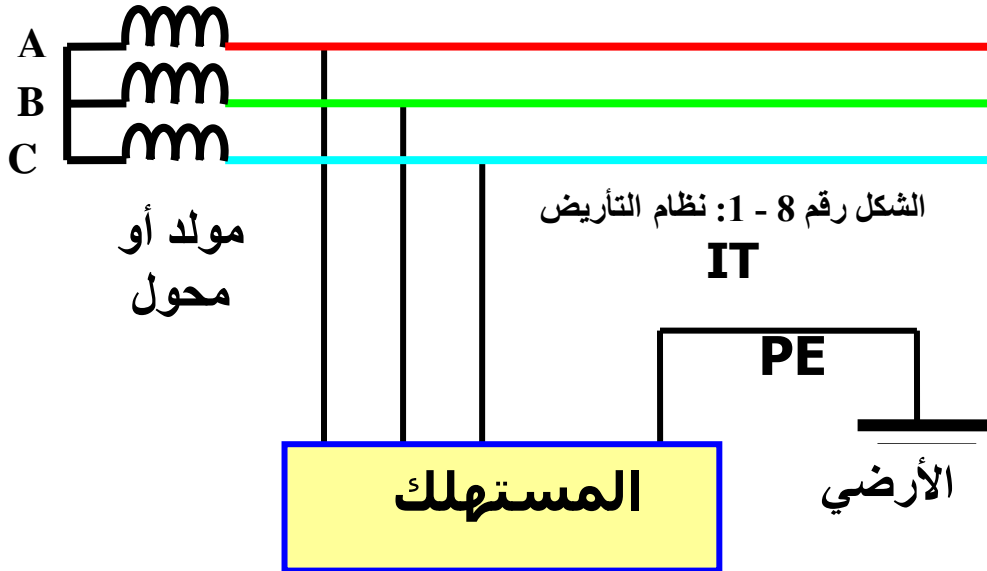 A
B
C
مولد أو
محول
الشكل رقم 8 - 1: نظام التأريض
IT
PE
الأرضي
المستهلك